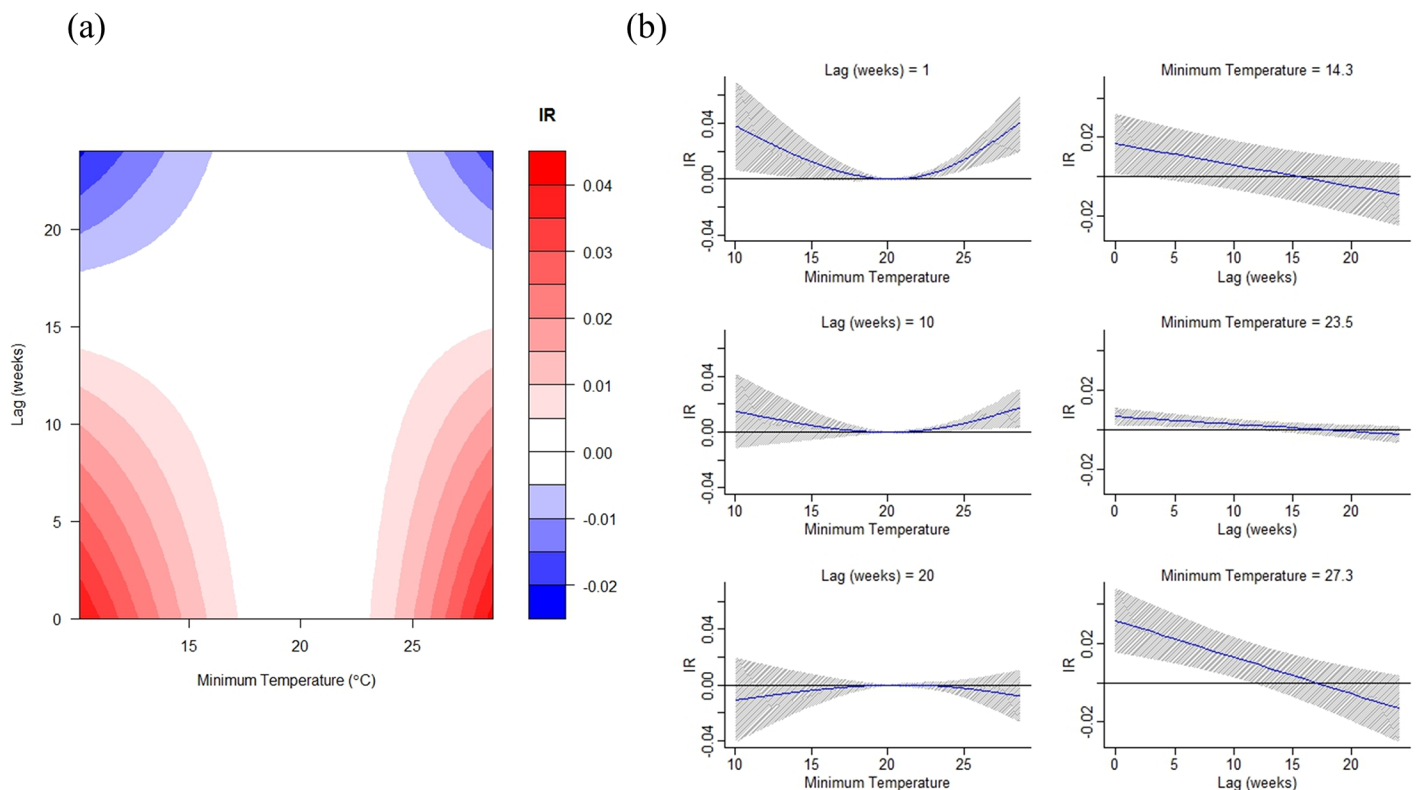 (a)
IR
0.04
0.03
0.02
0.01
0.00
-0.01
-0.02
20
15
10
5
0
Lag (weeks)
15 20 25
Minimum Temperature (°C)
(b)
Lag (weeks) = 1
IR
0.04
0.00
-0.04
10 15 20 25
Minimum Temperature
Minimum Temperature = 14.3
IR
0.02
-0.02
0 5 10 15 20
Lag (weeks)
Lag (weeks) = 10
IR
0.04
0.00
-0.04
10 15 20 25
Minimum Temperature
Minimum Temperature = 23.5
IR
0.02
-0.02
0 5 10 15 20
Lag (weeks)
Lag (weeks) = 20
IR
0.04
0.00
-0.04
10 15 20 25
Minimum Temperature
Minimum Temperature = 27.3
IR
0.02
-0.02
0 5 10 15 20
Lag (weeks)